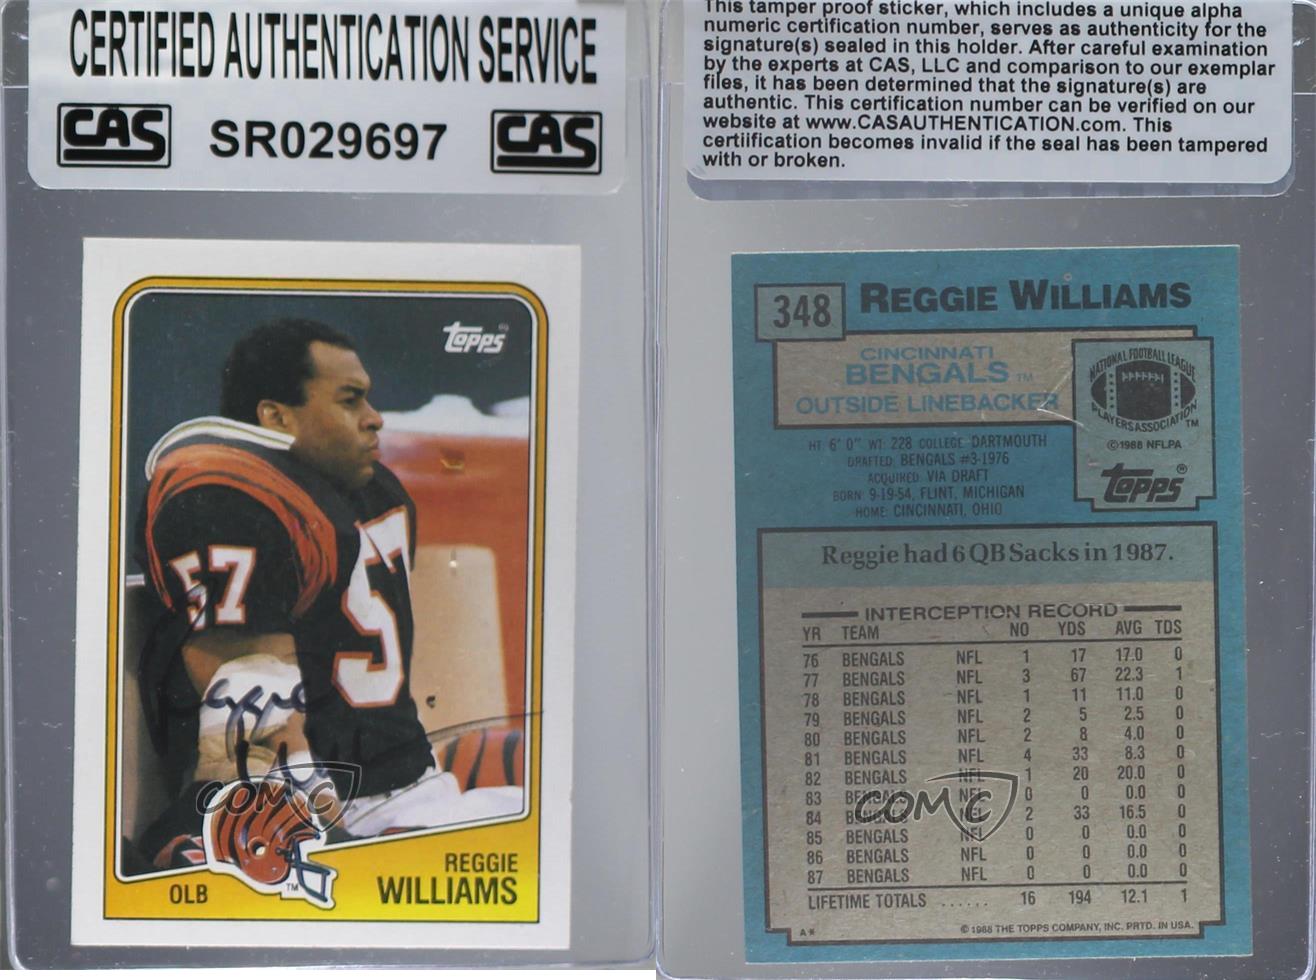 CERTIFIED AUTHENTICATION SERVICE
CAS SR029697 CAS
Topps
57
57
Reggie
COMC
OLB
™
REGGIE
WILLIAMS
This tamper proof sticker, which includes a unique alpha
numeric certification number, serves as authenticity for the
signature(s) sealed in this holder. After careful examination
by the experts at CAS, LLC and comparison to our exemplar
files, it has been determined that the signature(s) are
authentic. This certification number can be verified on our
website at www.CASAUTHENTICATION.com. This
certiification becomes invalid if the seal has been tampered
with or broken.
348 REGGIE WILLIAMS
CINCINNATI
BENGALS ™
OUTSIDE LINEBACKER
NATIONAL FOOTBALL LEAGUE
PLAYERS ASSOCIATION ™
©1988 NFLPA
Topps®
HT: 6' 0" WT: 228 COLLEGE: DARTMOUTH
DRAFTED: BENGALS #3-1976
ACQUIRED: VIA DRAFT
BORN: 9-19-54, FLINT, MICHIGAN
HOME: CINCINNATI, OHIO
Reggie had 6 QB Sacks in 1987.
INTERCEPTION RECORD
YR TEAM NO YDS AVG TDS
76 BENGALS NFL 1 17 17.0 0
77 BENGALS NFL 3 67 22.3 1
78 BENGALS NFL 1 11 11.0 0
79 BENGALS NFL 2 5 2.5 0
80 BENGALS NFL 2 8 4.0 0
81 BENGALS NFL 4 33 8.3 0
82 BENGALS NFL 1 20 20.0 0
83 BENGALS NFL 0 0 0.0 0
84 BENGALS NFL 2 33 16.5 0
85 BENGALS NFL 0 0 0.0 0
86 BENGALS NFL 0 0 0.0 0
87 BENGALS NFL 0 0 0.0 0
LIFETIME TOTALS ...... 16 194 12.1 1
COMC
A* ©1988 THE TOPPS COMPANY, INC. PRTD. IN USA.